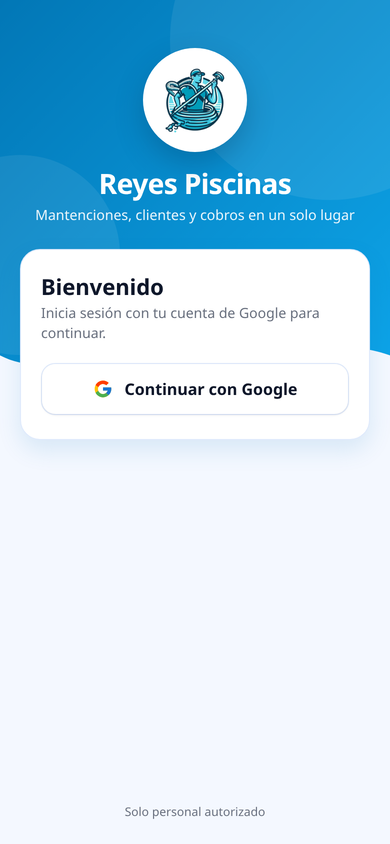 Reyes Piscinas
Mantenciones, clientes y cobros en un solo lugar
Bienvenido
Inicia sesión con tu cuenta de Google para
continuar.
Continuar con Google
Solo personal autorizado